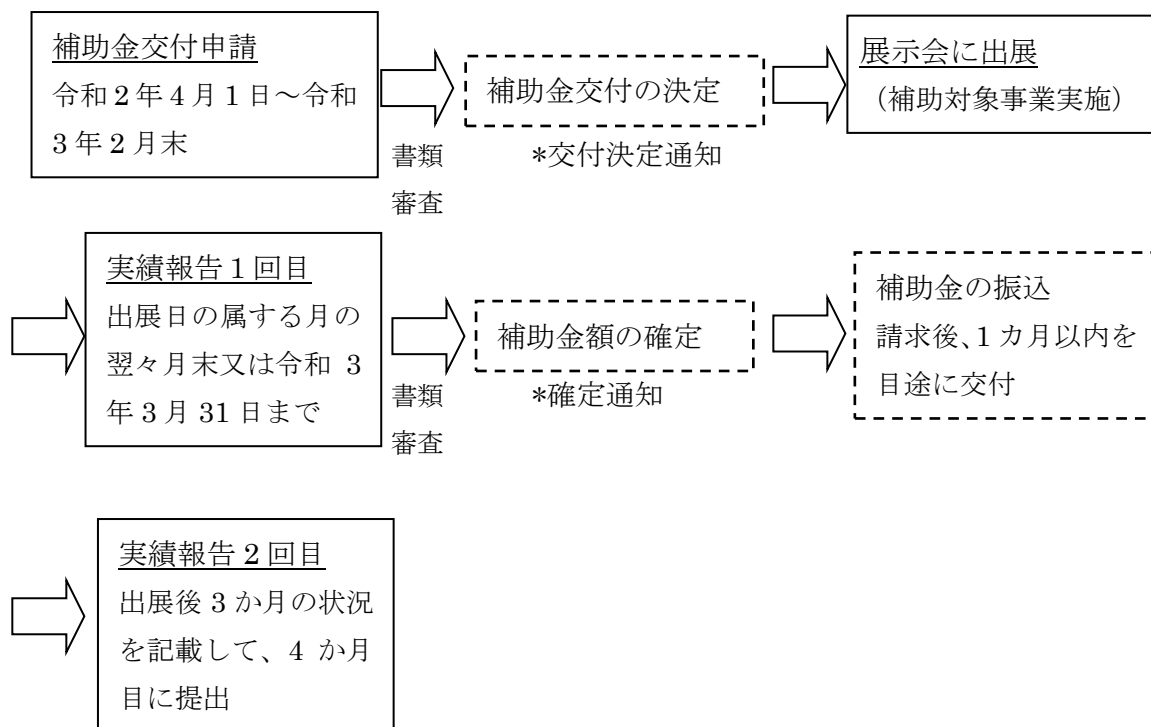 補助金交付申請
令和2年4月1日～令和
3年2月末
書類
審査
補助金交付の決定
*交付決定通知
展示会に出展
（補助対象事業実施）
実績報告1回目
出展日の属する月の
翌々月末又は令和 3
年3月31日まで
書類
審査
補助金額の確定
*確定通知
補助金の振込
請求後、1カ月以内を
目途に交付
実績報告2回目
出展後3か月の状況
を記載して、4 か月
目に提出